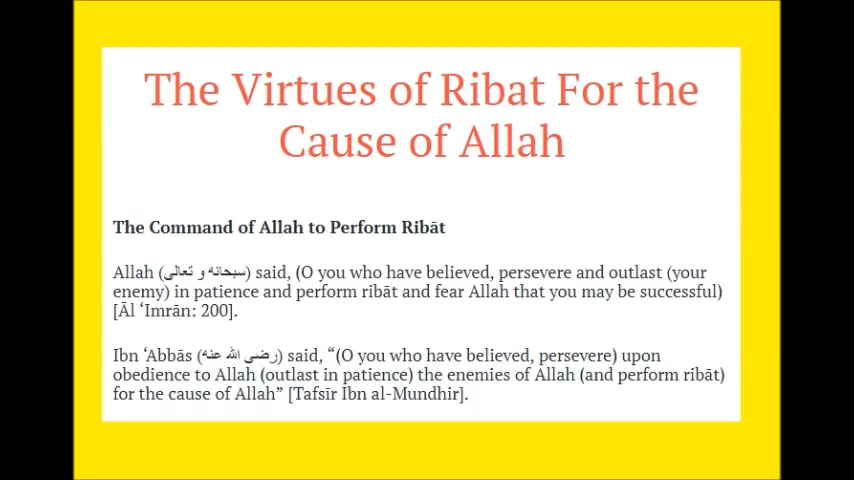 The Virtues of Ribat For the
Cause of Allah
The Command of Allah to Perform Ribāt
Allah (سبحانه و تعالى) said, (O you who have believed, persevere and outlast (your
enemy) in patience and perform ribāt and fear Allah that you may be successful)
[Āl ‘Imrān: 200].
Ibn ‘Abbās (رضى الله عنه) said, “(O you who have believed, persevere) upon
obedience to Allah (outlast in patience) the enemies of Allah (and perform ribāt)
for the cause of Allah” [Tafsīr Ibn al-Mundhir].